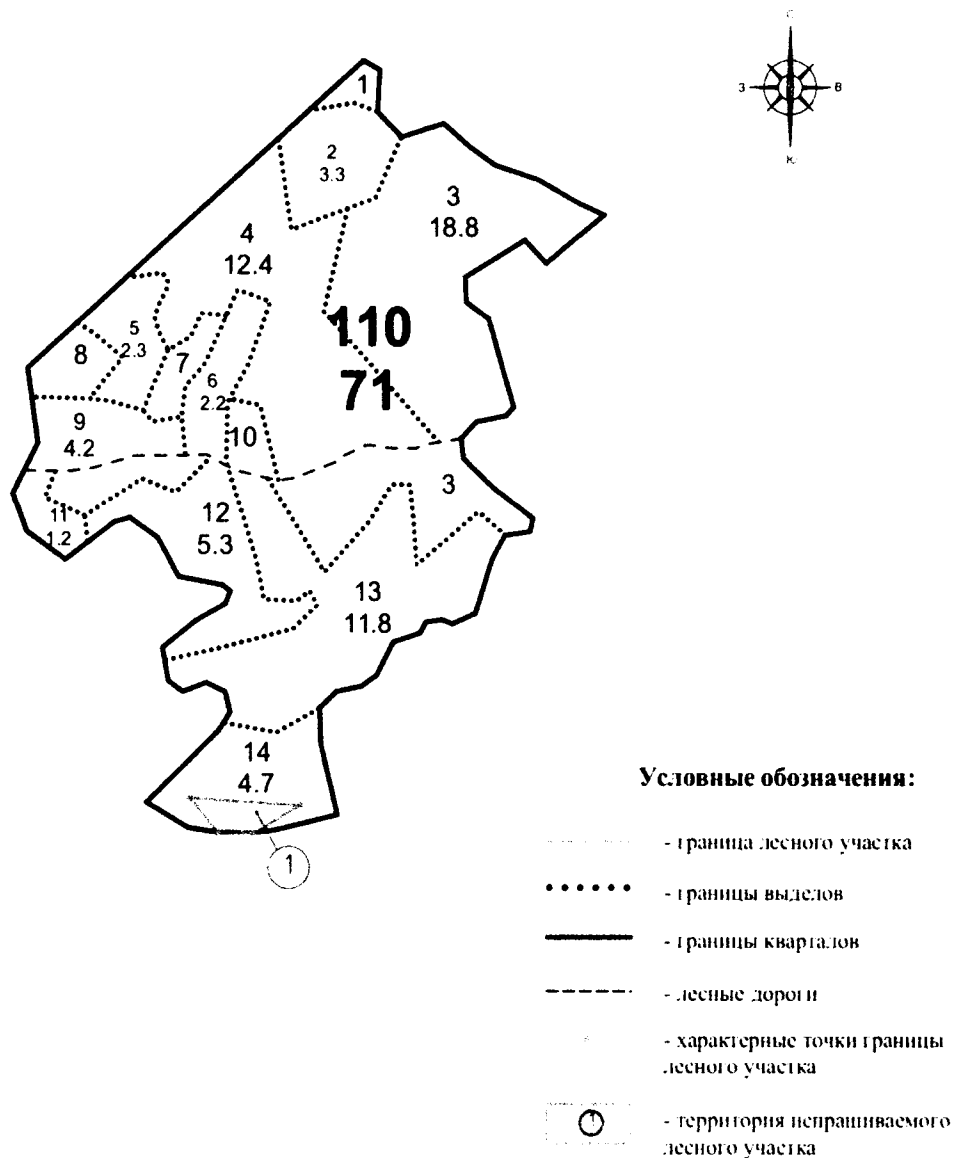 С
З
В
Ю
1
2
3.3
3
18.8
4
12.4
110
71
5
2.3
8
7
6
2.2
9
4.2
10
3
11
1.2
12
5.3
13
11.8
14
4.7
1
Условные обозначения:
- граница лесного участка
- границы выделов
- границы кварталов
- лесные дороги
- характерные точки границы
лесного участка
1
- территория испрашиваемого
лесного участка